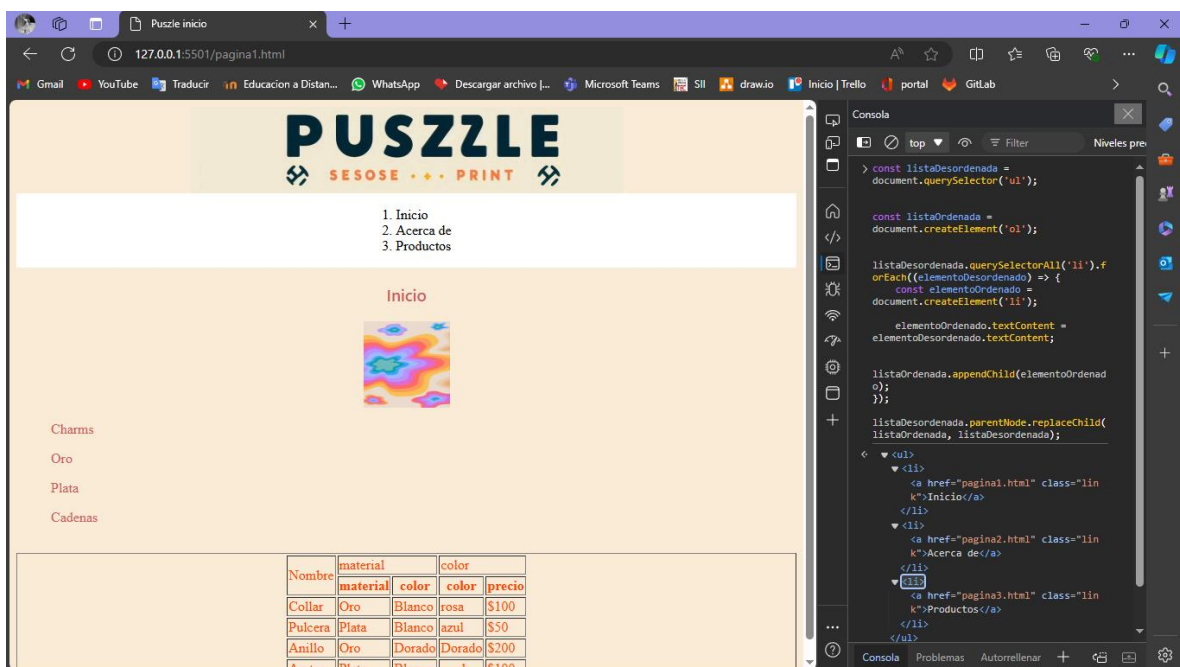 Puszle inicio
127.0.0.1:5501/pagina1.html
Gmail YouTube Traducir Educacion a Distan... WhatsApp Descargar archivo |... Microsoft Teams SII draw.io Inicio | Trello portal GitLab
PUSZZLE
SESOSE PRINT
1. Inicio
2. Acerca de
3. Productos
Inicio
Charms
Oro
Plata
Cadenas
Nombre material color
material color color precio
Collar Oro Blanco rosa $100
Pulcera Plata Blanco azul $50
Anillo Oro Dorado Dorado $200
Consola
top Filter Niveles pre
const listaDesordenada =
document.querySelector('ul');
const listaOrdenada =
document.createElement('ol');
listaDesordenada.querySelectorAll('li').f
orEach((elementoDesordenado) => {
const elementoOrdenado =
document.createElement('li');
elementoOrdenado.textContent =
elementoDesordenado.textContent;
listaOrdenada.appendChild(elementoOrdenad
o);
});
listaDesordenada.parentNode.replaceChild(
listaOrdenada, listaDesordenada);
<ul>
<li>
<a href="pagina1.html" class="lin
k">Inicio</a>
</li>
<li>
<a href="pagina2.html" class="lin
k">Acerca de</a>
</li>
<li>
<a href="pagina3.html" class="lin
k">Productos</a>
</li>
</ul>
Consola Problemas Autorrellenar